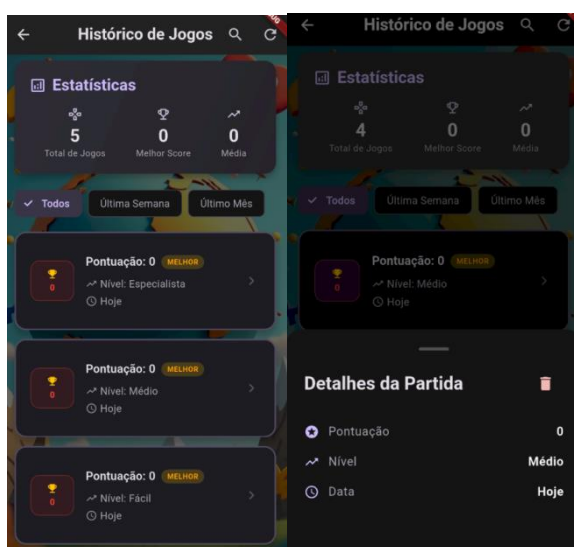 Histórico de Jogos
Estatísticas
5 0 0
Total de Jogos Melhor Score Média
Todos Última Semana Último Mês
Pontuação: 0 MELHOR
0 Nível: Especialista
Hoje
Pontuação: 0 MELHOR
0 Nível: Médio
Hoje
Pontuação: 0 MELHOR
0 Nível: Fácil
Hoje
Histórico de Jogos
Estatísticas
4 0 0
Total de Jogos Melhor Score Média
Todos Última Semana Último Mês
Pontuação: 0 MELHOR
0 Nível: Médio
Hoje
Detalhes da Partida
Pontuação 0
Nível Médio
Data Hoje